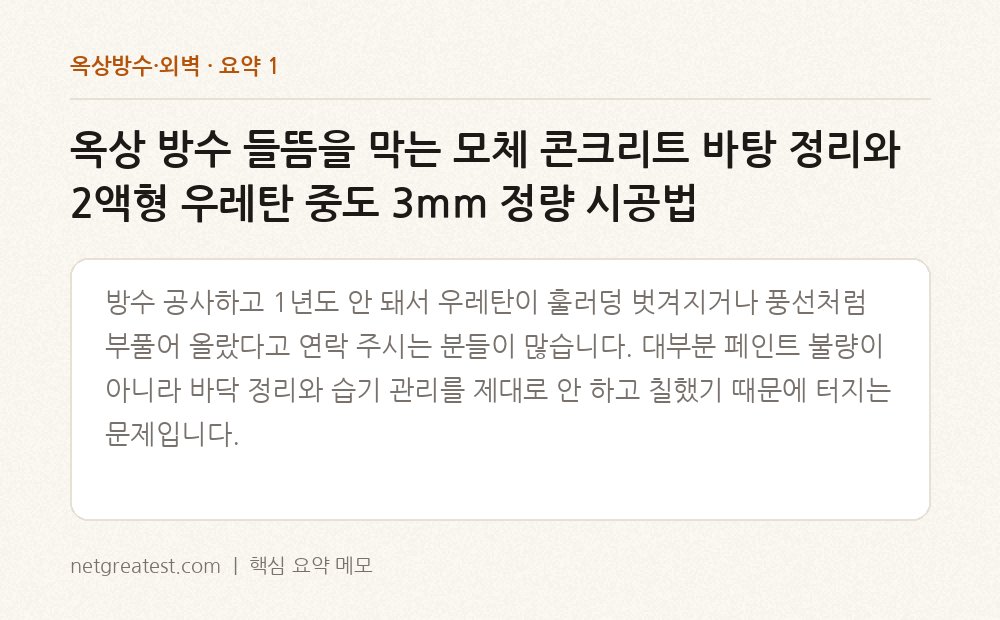 옥상방수·외벽 · 요약 1
옥상 방수 들뜸을 막는 모체 콘크리트 바탕 정리와
2액형 우레탄 중도 3mm 정량 시공법
방수 공사하고 1년도 안 돼서 우레탄이 훌러덩 벗겨지거나 풍선처럼
부풀어 올랐다고 연락 주시는 분들이 많습니다. 대부분 페인트 불량이
아니라 바닥 정리와 습기 관리를 제대로 안 하고 칠했기 때문에 터지는
문제입니다.
netgreatest.com | 핵심 요약 메모